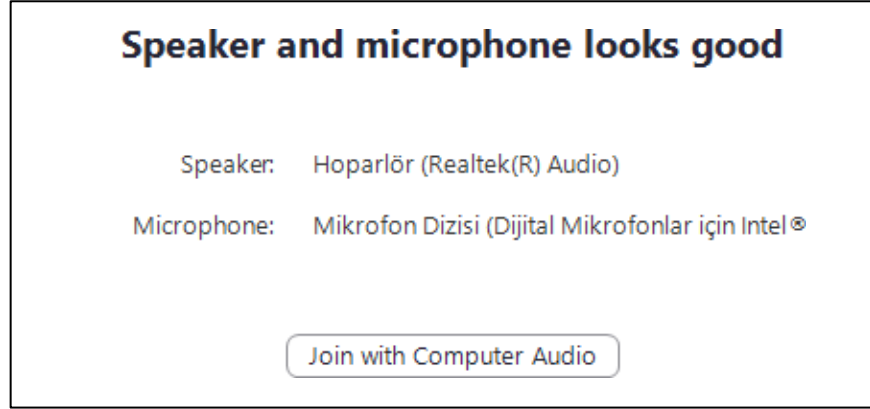 Speaker and microphone looks good
Speaker: Hoparlör (Realtek(R) Audio)
Microphone: Mikrofon Dizisi (Dijital Mikrofonlar için Intel®
Join with Computer Audio